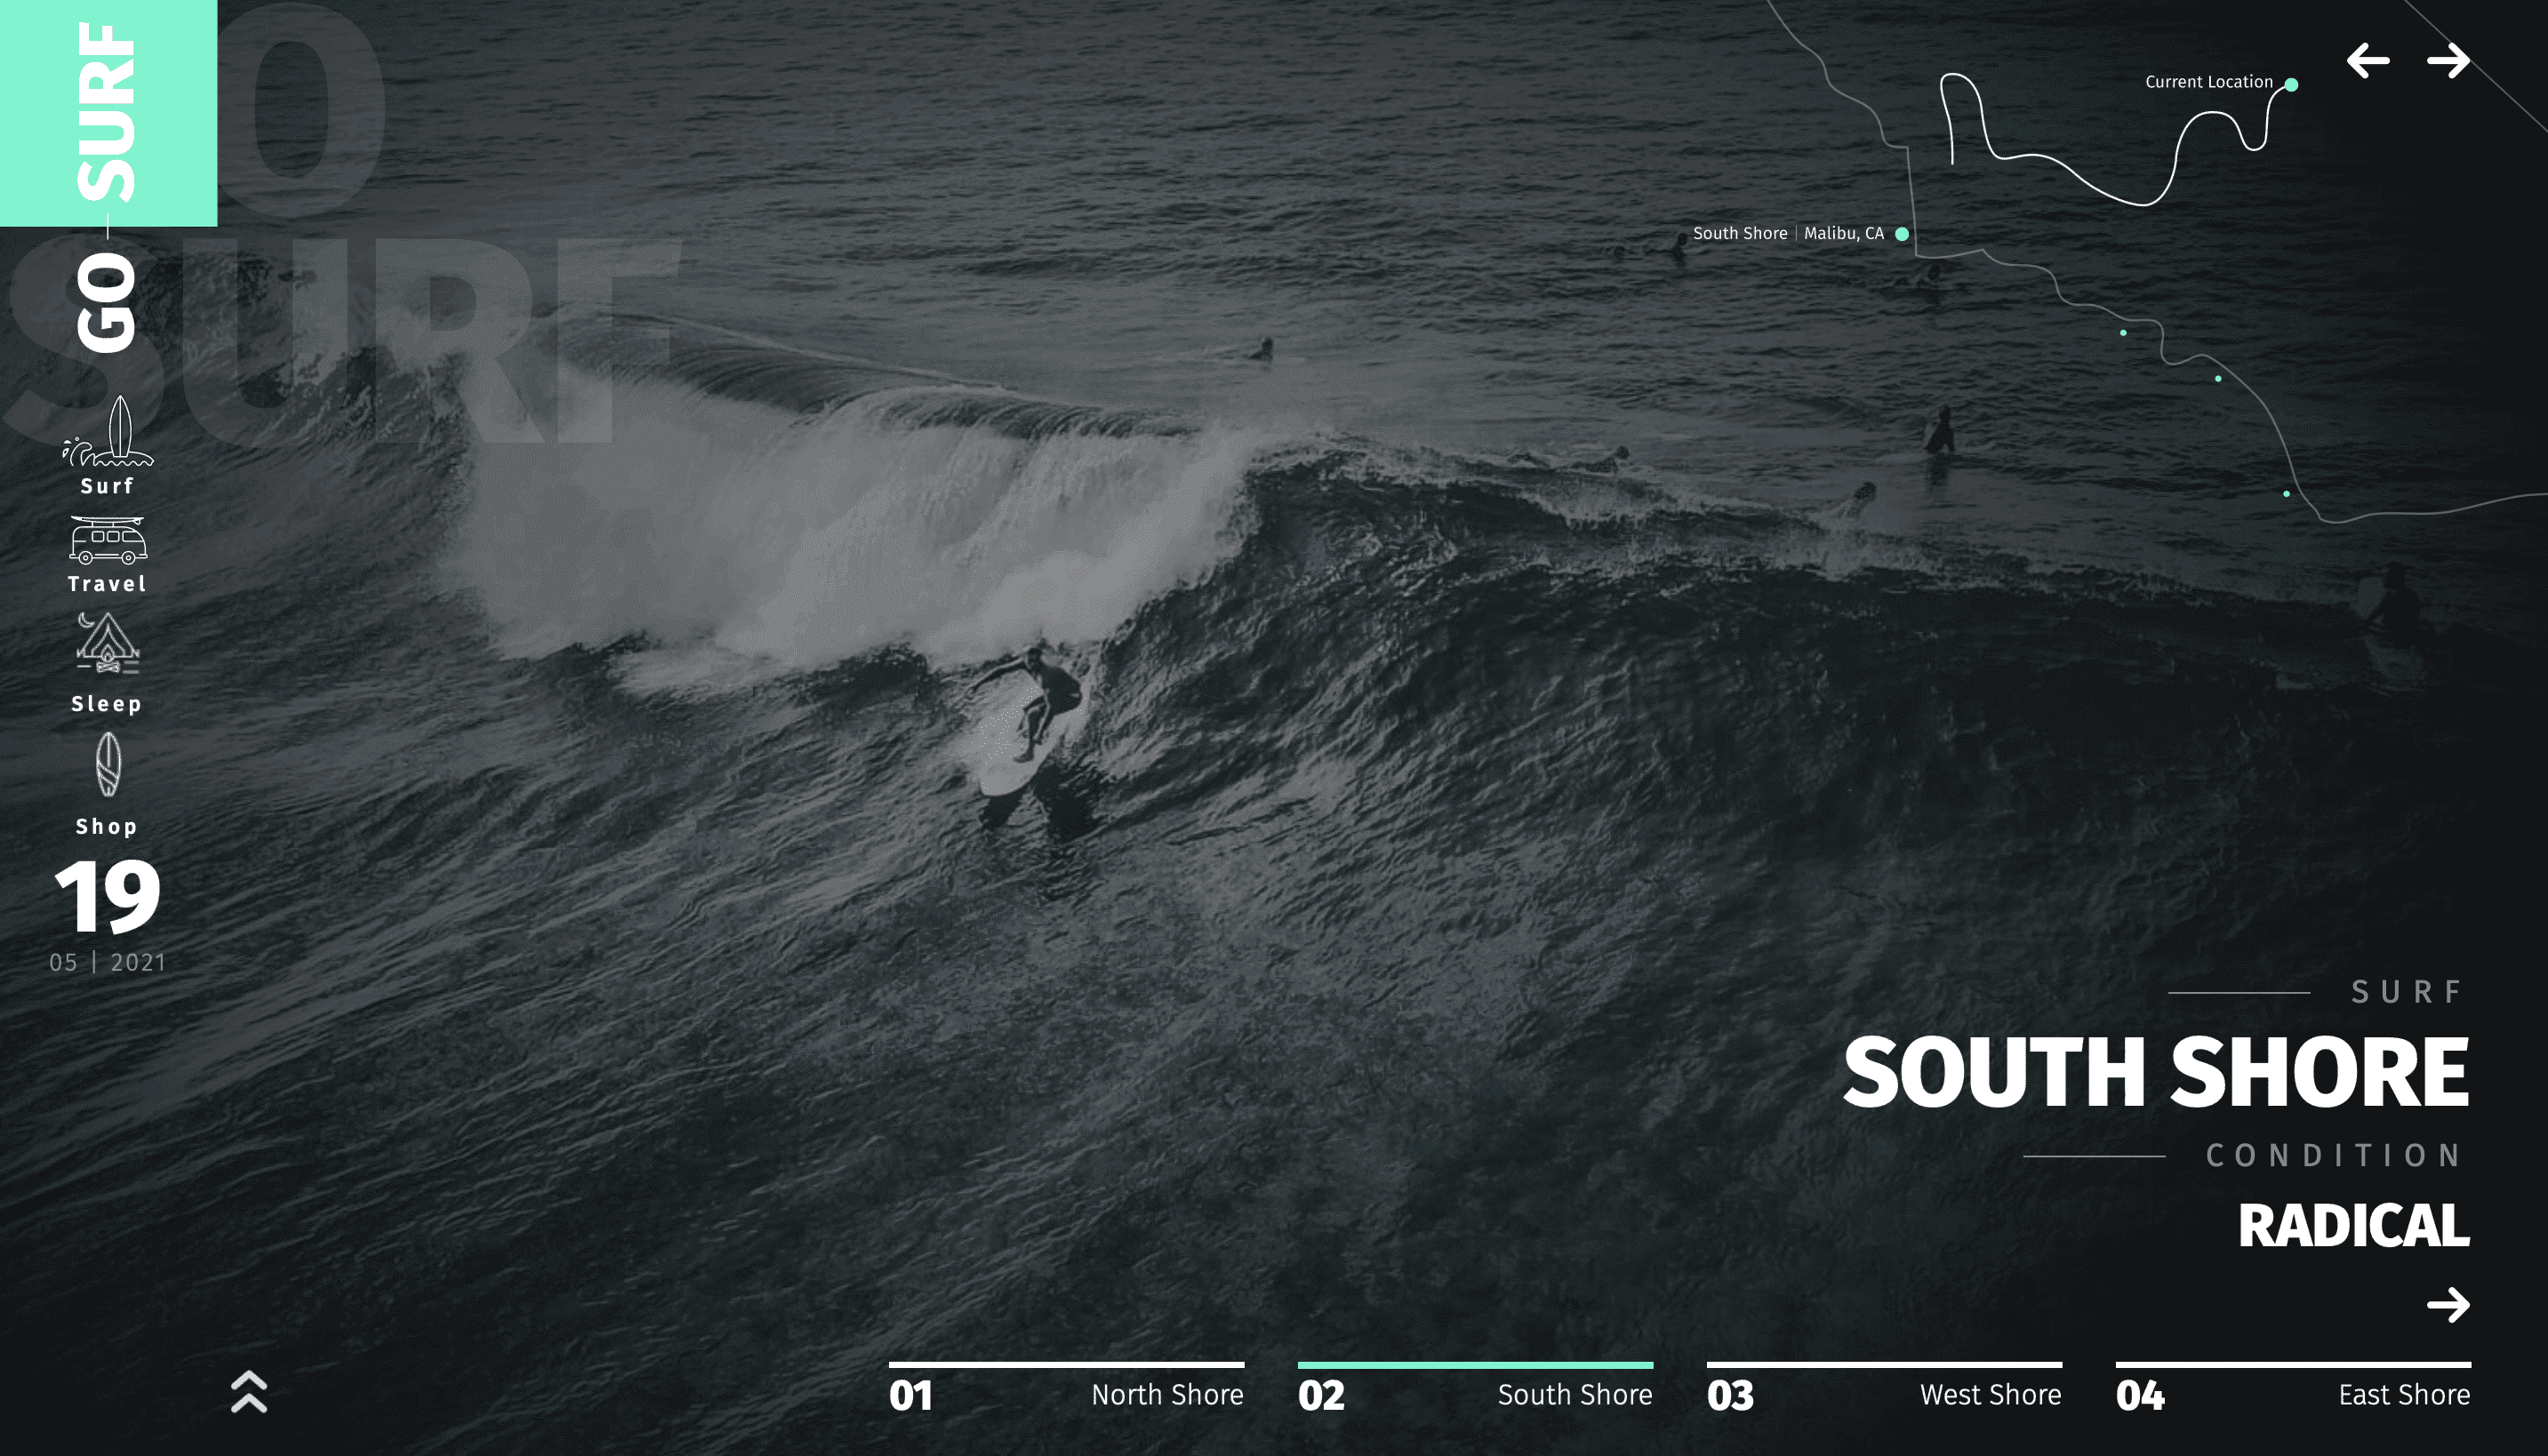 GO SURF
O
SURF
Current Location
South Shore | Malibu, CA
Surf
Travel
Sleep
Shop
19
05 | 2021
SURF
SOUTH SHORE
CONDITION
RADICAL
01 North Shore
02 South Shore
03 West Shore
04 East Shore